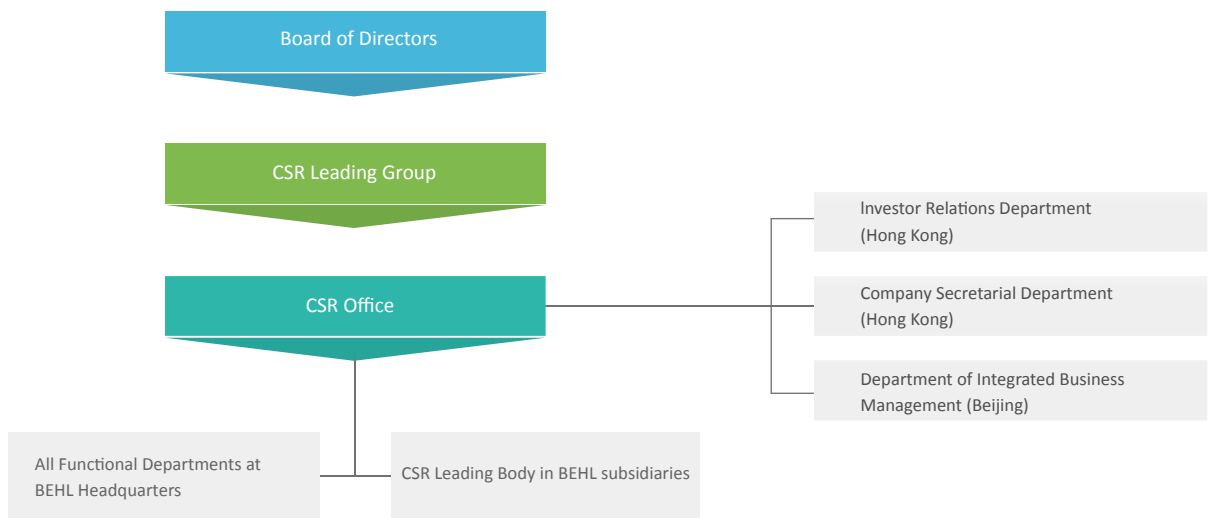 Board of Directors
CSR Leading Group
CSR Office
Investor Relations Department
(Hong Kong)
Company Secretarial Department
(Hong Kong)
Department of Integrated Business
Management (Beijing)
All Functional Departments at
BEHL Headquarters
CSR Leading Body in BEHL subsidiaries